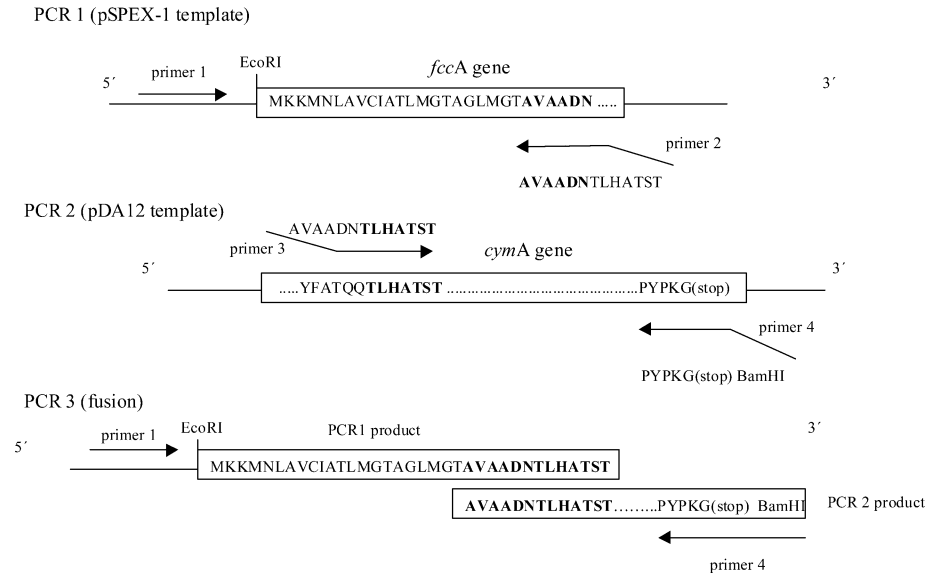 PCR 1 (pSPEX-1 template)
EcoRI
fccA gene
5´
primer 1
3´
MKKMNLAVCIATLMGTAGLMGTAVAADN .....
primer 2
AVAADNTLHATST
PCR 2 (pDA12 template)
AVAADNTLHATST
primer 3
cymA gene
5´
3´
.....YFATQQTLHATST ..............................................PYPKG(stop)
primer 4
PYPKG(stop) BamHI
PCR 3 (fusion)
EcoRI
3´
5´
primer 1
PCR1 product
MKKMNLAVCIATLMGTAGLMGTAVAADNTLHATST
AVAADNTLHATST.........PYPKG(stop) BamHI
PCR 2 product
primer 4